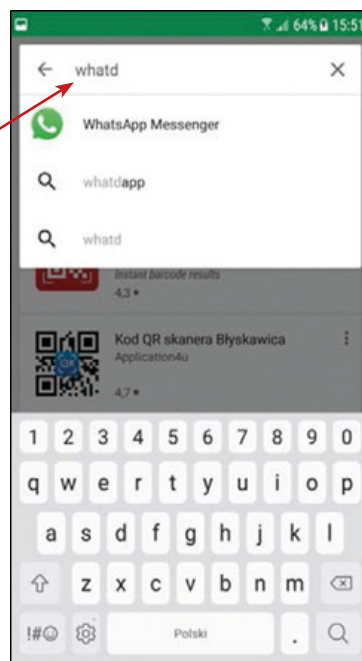 64% 15:51
whatd
WhatsApp Messenger
whatdapp
whatd
Instant barcode results
4,3 ★
Kod QR skanera Błyskawica
Application4u
QR
4,7 ★
1 2 3 4 5 6 7 8 9 0
q w e r t y u i o p
a s d f g h j k l
z x c v b n m
!#☺ Polski .